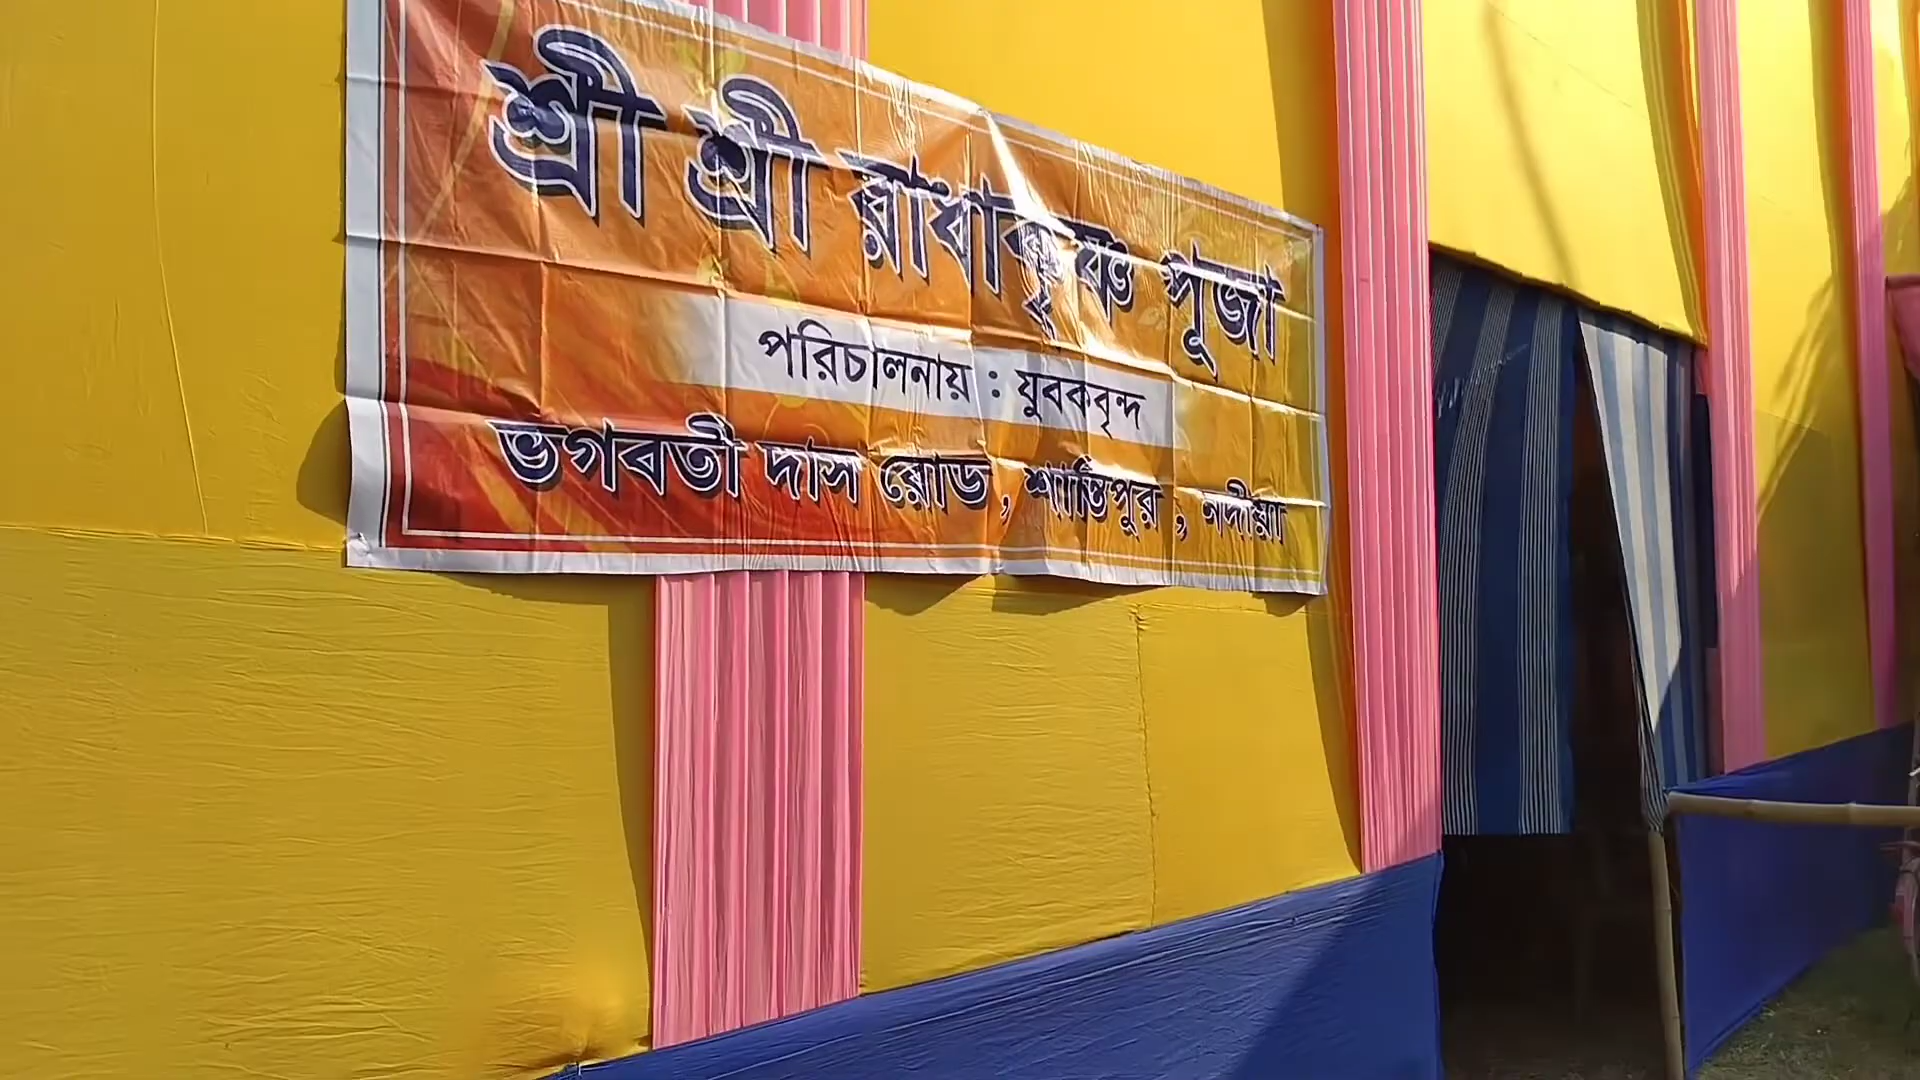 শ্রী শ্রী রাধাকৃষ্ণ পূজা
পরিচালনায় : যুবকবৃন্দ
ভগবতী দাস রোড, শান্তিপুর, নদীয়া